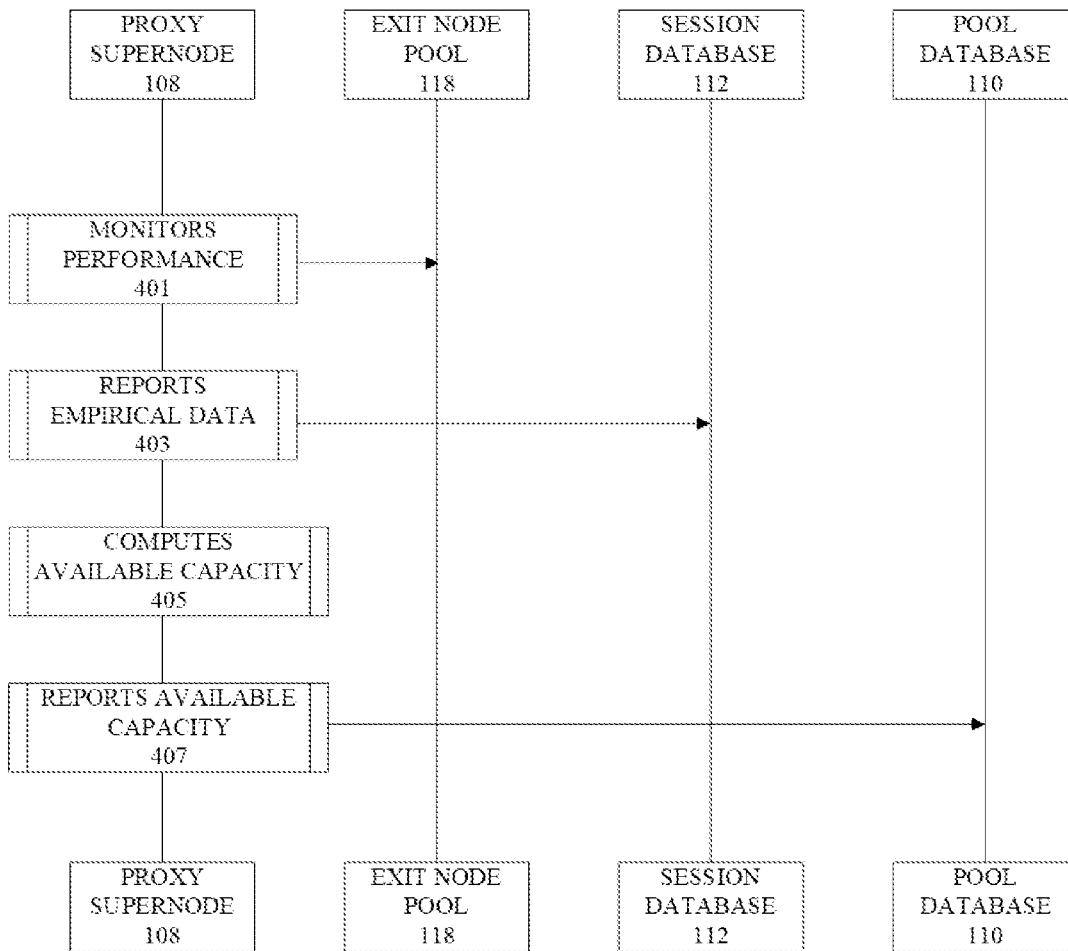 PROXY
SUPERNODE
108
EXIT NODE
POOL
118
SESSION
DATABASE
112
POOL
DATABASE
110
MONITORS
PERFORMANCE
401
REPORTS
EMPIRICAL DATA
403
COMPUTES
AVAILABLE CAPACITY
405
REPORTS AVAILABLE
CAPACITY
407
PROXY
SUPERNODE
108
EXIT NODE
POOL
118
SESSION
DATABASE
112
POOL
DATABASE
110